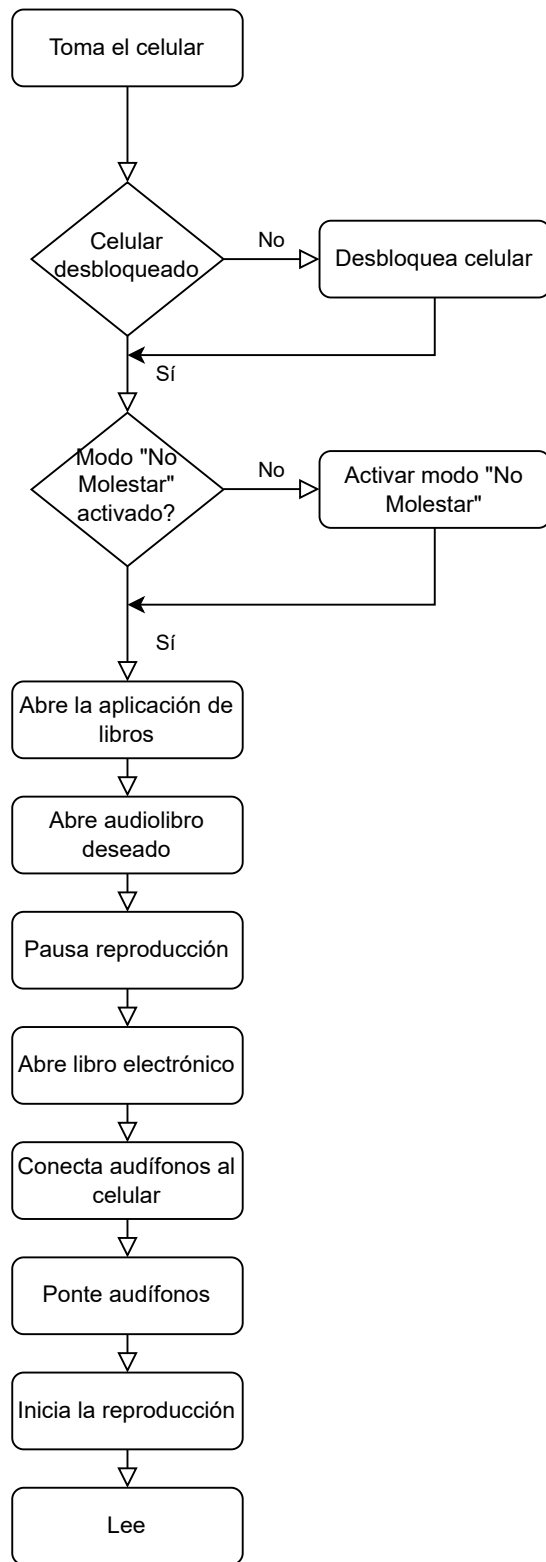 Toma el celular
Celular
desbloqueado
No
Desbloquea celular
Sí
Modo "No
Molestar"
activado?
No
Activar modo "No
Molestar"
Sí
Abre la aplicación de
libros
Abre audiolibro
deseado
Pausa reproducción
Abre libro electrónico
Conecta audífonos al
celular
Ponte audífonos
Inicia la reproducción
Lee